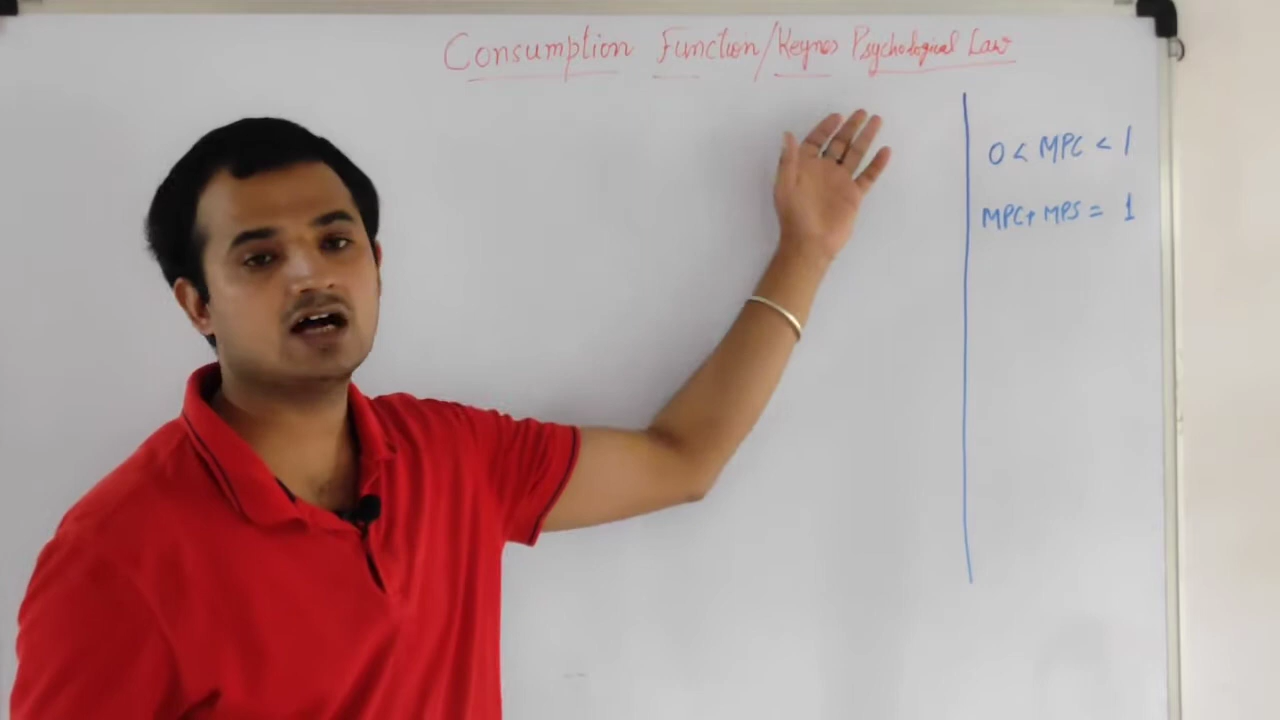 Consumption Function/Keynes Psychological Law
0 < MPC < 1
MPC+ MPS = 1